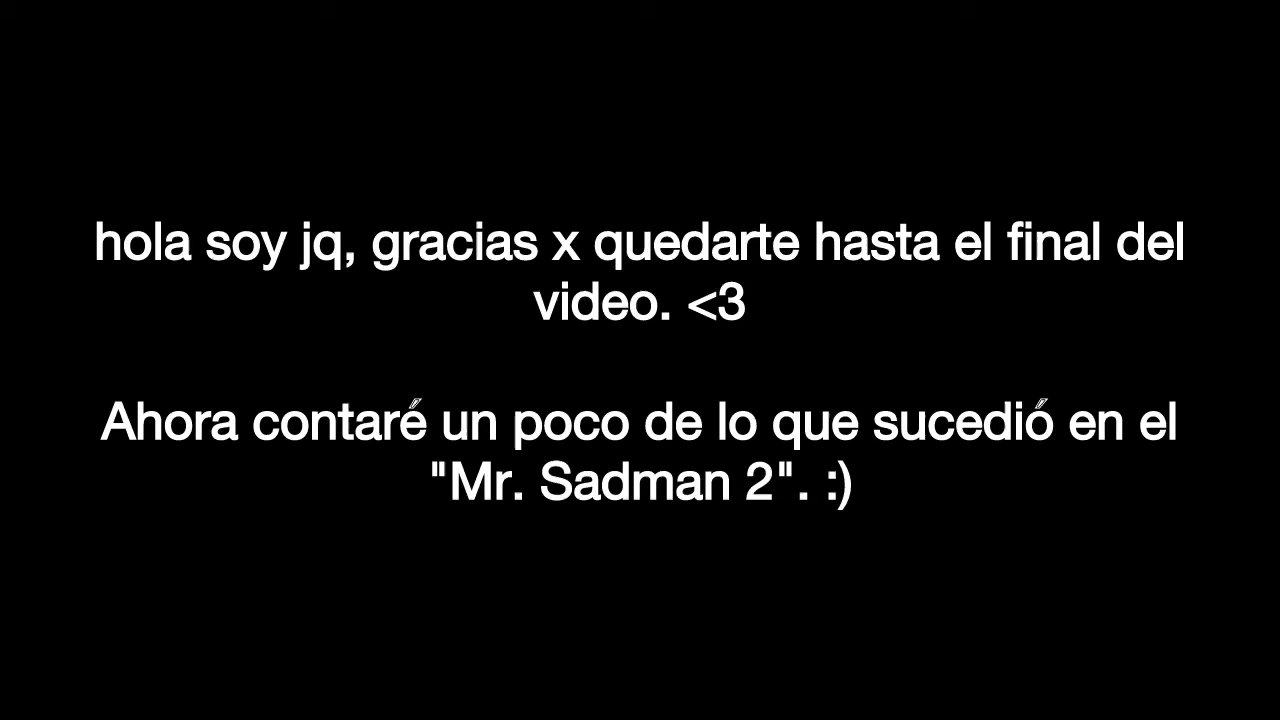 hola soy jq, gracias x quedarte hasta el final del
video. <3
Ahora contaré un poco de lo que sucedió en el
"Mr. Sadman 2". :)